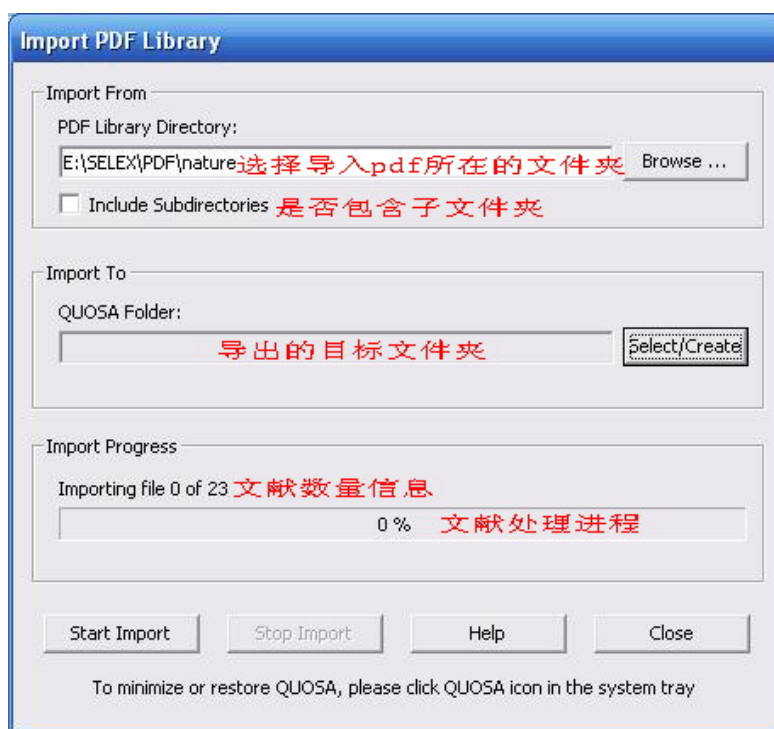 Import PDF Library
Import From
PDF Library Directory:
E:\SELEX\PDF\nature选择导入pdf所在的文件夹 Browse ...
Include Subdirectories 是否包含子文件夹
Import To
QUOSA Folder:
导出的目标文件夹 Select/Create
Import Progress
Importing file 0 of 23 文献数量信息
0 % 文献处理进程
Start Import Stop Import Help Close
To minimize or restore QUOSA, please click QUOSA icon in the system tray